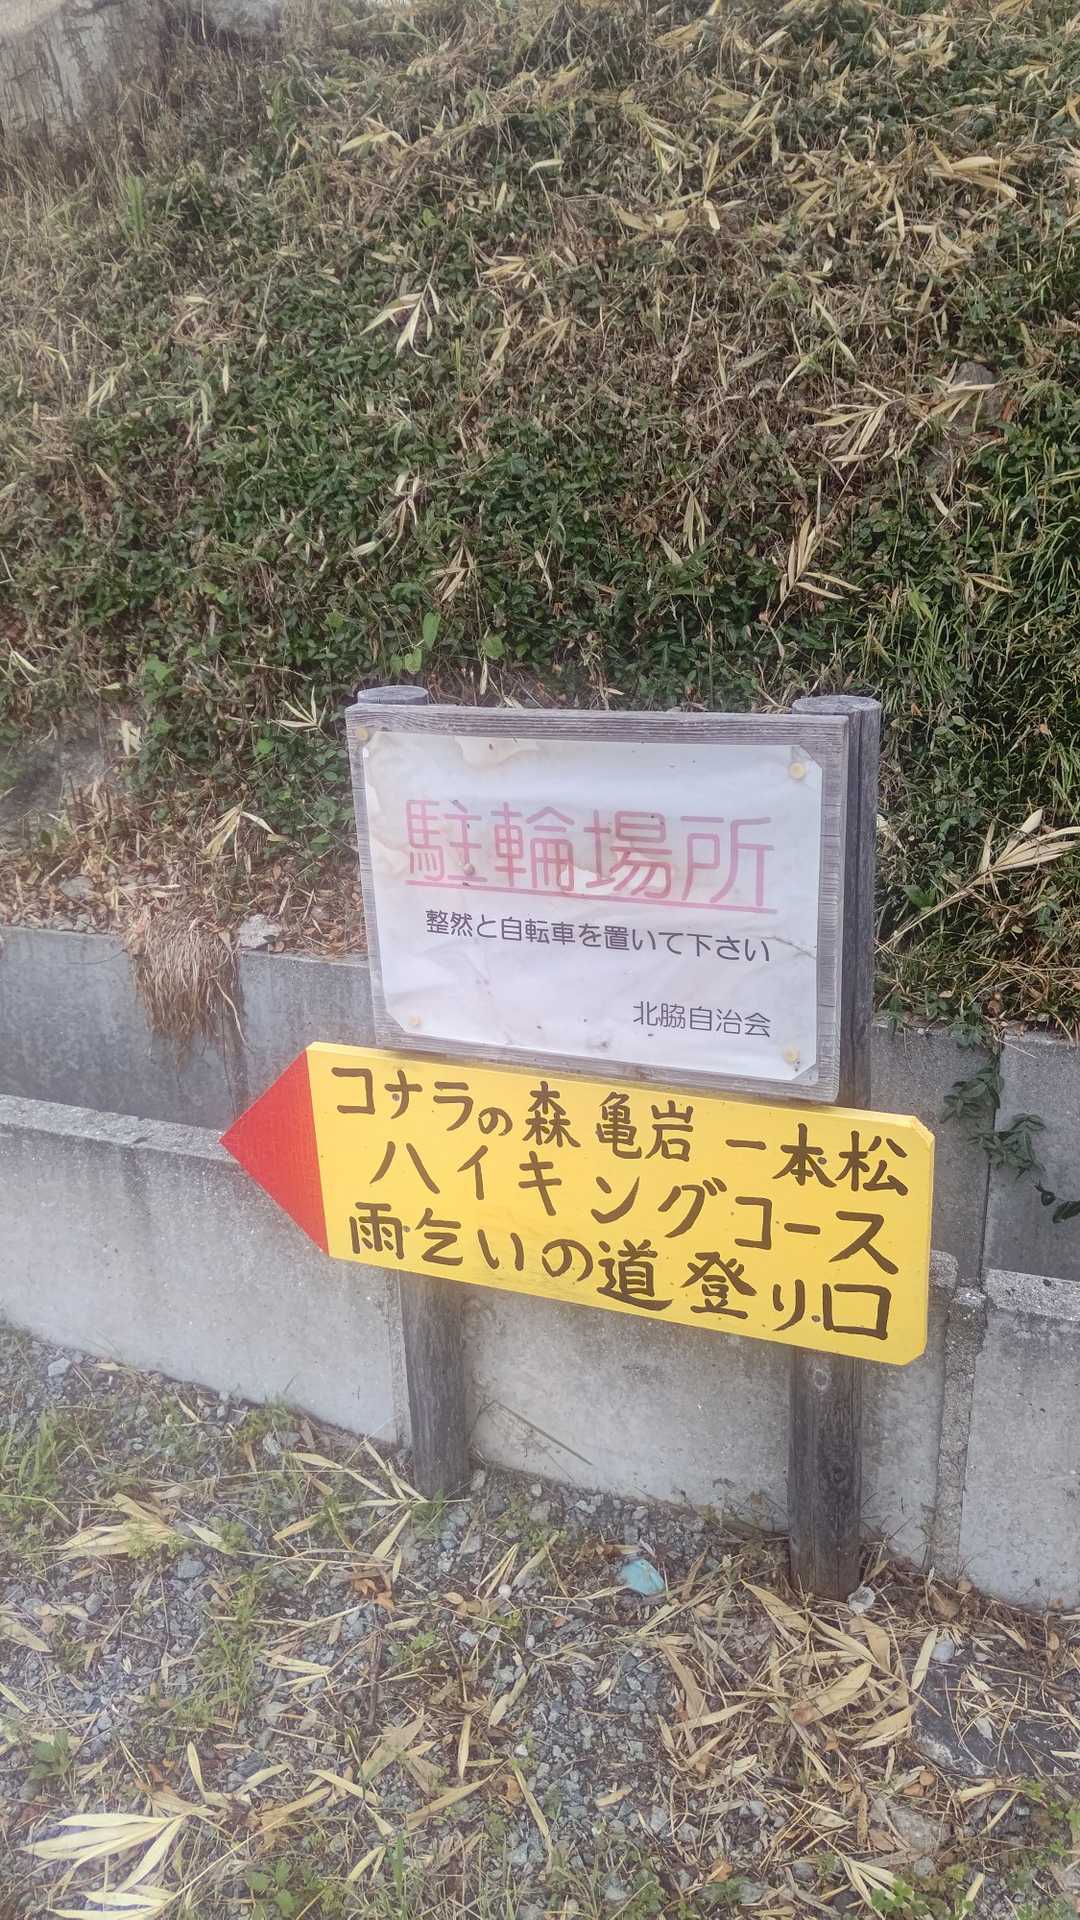 駐輪場所
整然と自転車を置いて下さい
北脇自治会
コナラの森 亀岩 一本松
ハイキングコース
雨乞いの道 登り口